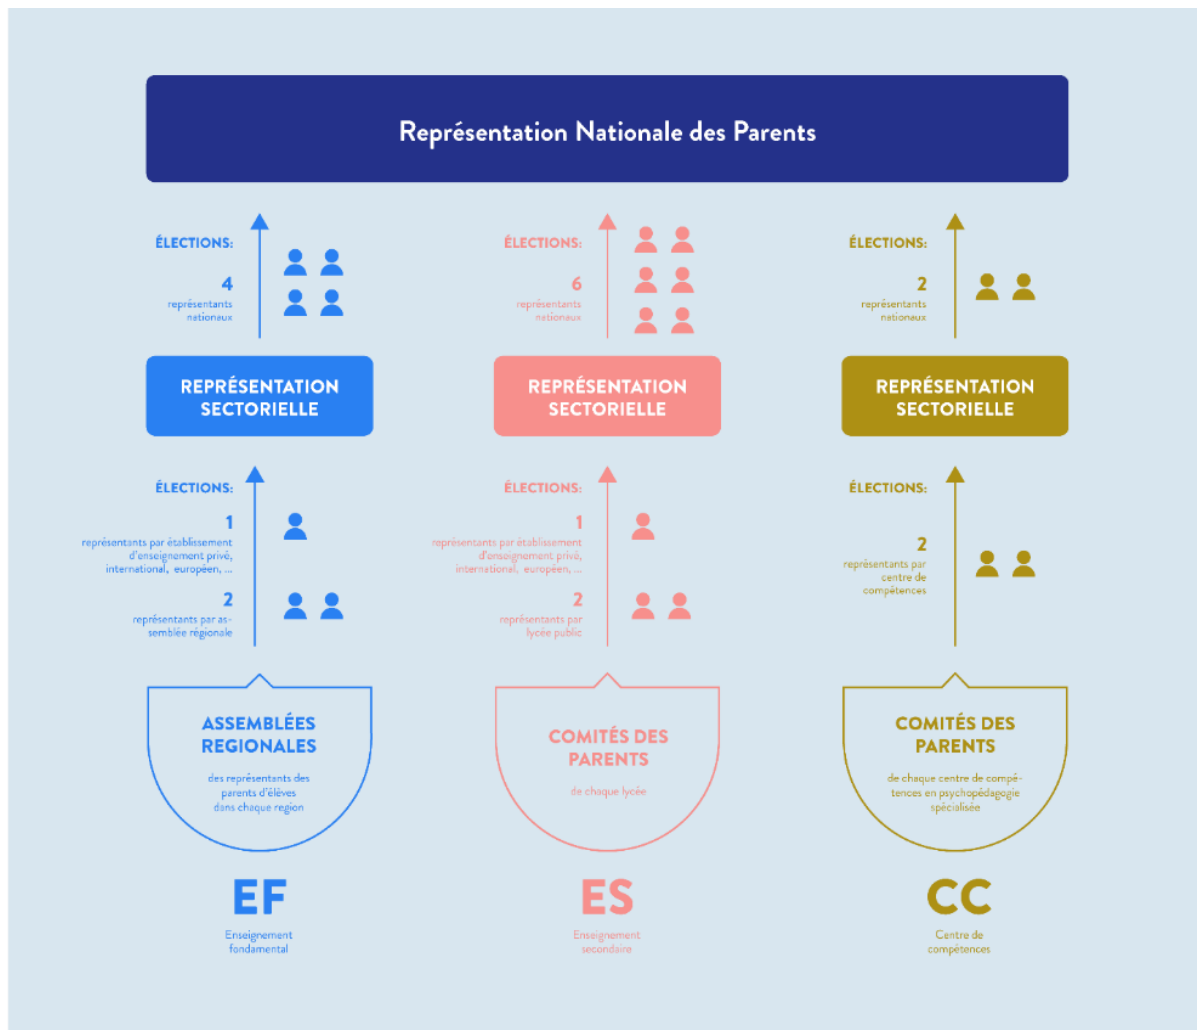 Représentation Nationale des Parents
ÉLECTIONS:
4
représentants
nationaux
REPRÉSENTATION
SECTORIELLE
ÉLECTIONS:
1
représentants par établissement
d'enseignement privé,
international, européen, ...
2
représentants par as-
semblée régionale
ASSEMBLÉES
REGIONALES
des représentants des
parents d'élèves
dans chaque region
EF
Enseignement
fondamental
ÉLECTIONS:
6
représentants
nationaux
REPRÉSENTATION
SECTORIELLE
ÉLECTIONS:
1
représentants par établissement
d'enseignement privé,
international, européen, ...
2
représentants par
lycée public
COMITÉS DES
PARENTS
de chaque lycée
ES
Enseignement
secondaire
ÉLECTIONS:
2
représentants
nationaux
REPRÉSENTATION
SECTORIELLE
ÉLECTIONS:
2
représentants par
centre de
compétences
COMITÉS DES
PARENTS
de chaque centre de compé-
tences en psychopédagogie
spécialisée
CC
Centre de
compétences